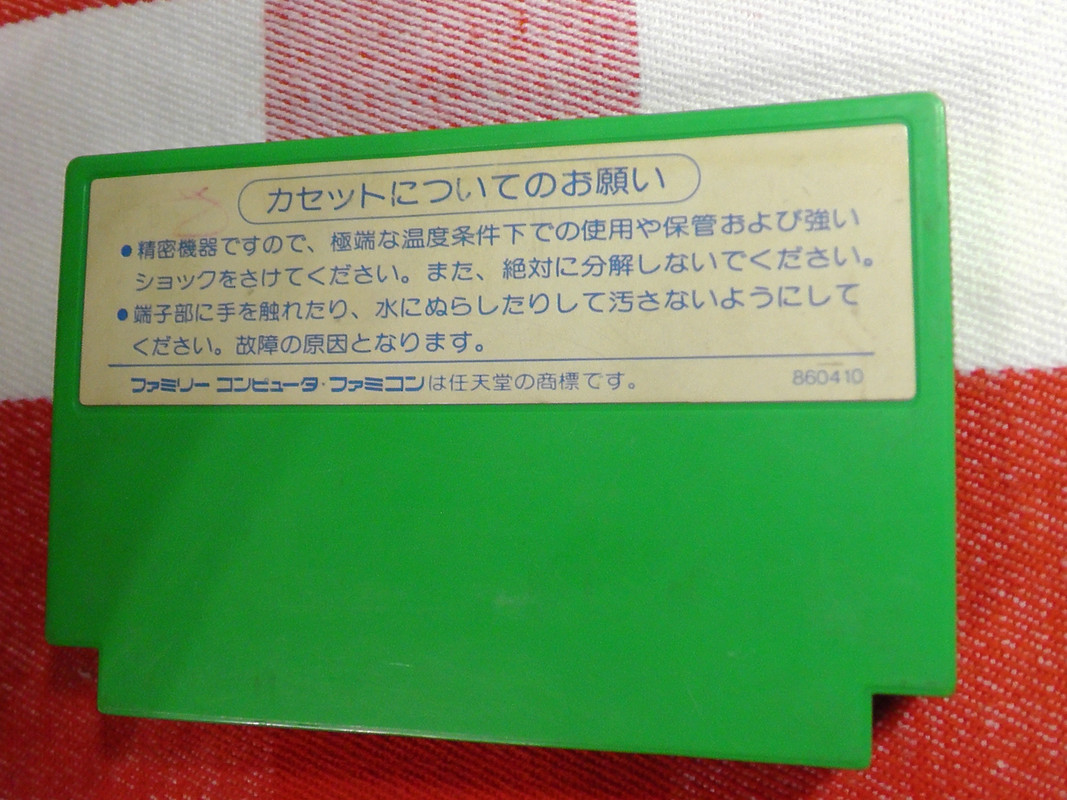 カセットについてのお願い
●精密機器ですので、極端な温度条件下での使用や保管および強い
ショックをさけてください。また、絶対に分解しないでください。
●端子部に手を触れたり、水にぬらしたりして汚さないようにして
ください。故障の原因となります。
ファミリーコンピュータ・ファミコンは任天堂の商標です。
860410